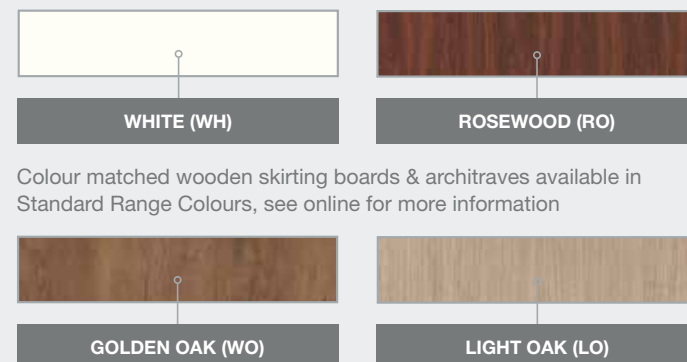 WHITE (WH)
ROSEWOOD (RO)
Colour matched wooden skirting boards & architraves available in
Standard Range Colours, see online for more information
GOLDEN OAK (WO)
LIGHT OAK (LO)